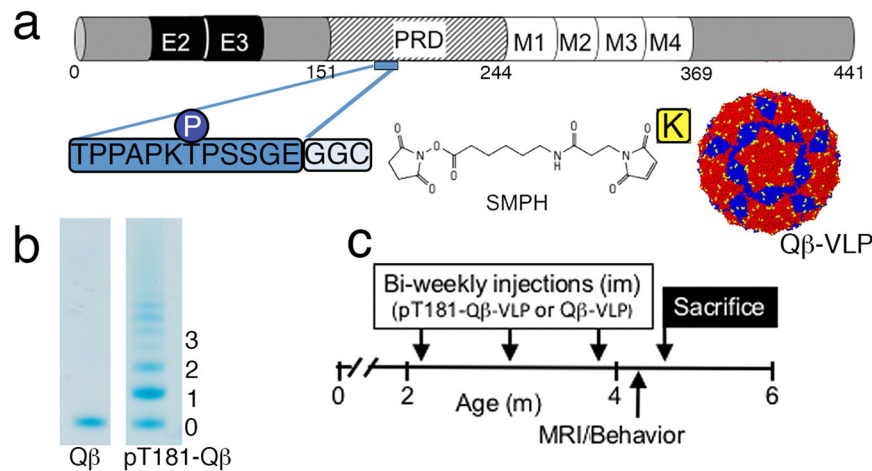 a
E2 E3 PRD M1 M2 M3 M4
0 151 244 369 441
P
TPPAPKTPSSGE GGC
K
SMPH
Qβ-VLP
b
3
2
1
0
Qβ pT181-Qβ
c
Bi-weekly injections (im)
(pT181-Qβ-VLP or Qβ-VLP)
Sacrifice
0 2 4 6
Age (m)
MRI/Behavior
O
N
O
O
O
N
H
O
O
N
O